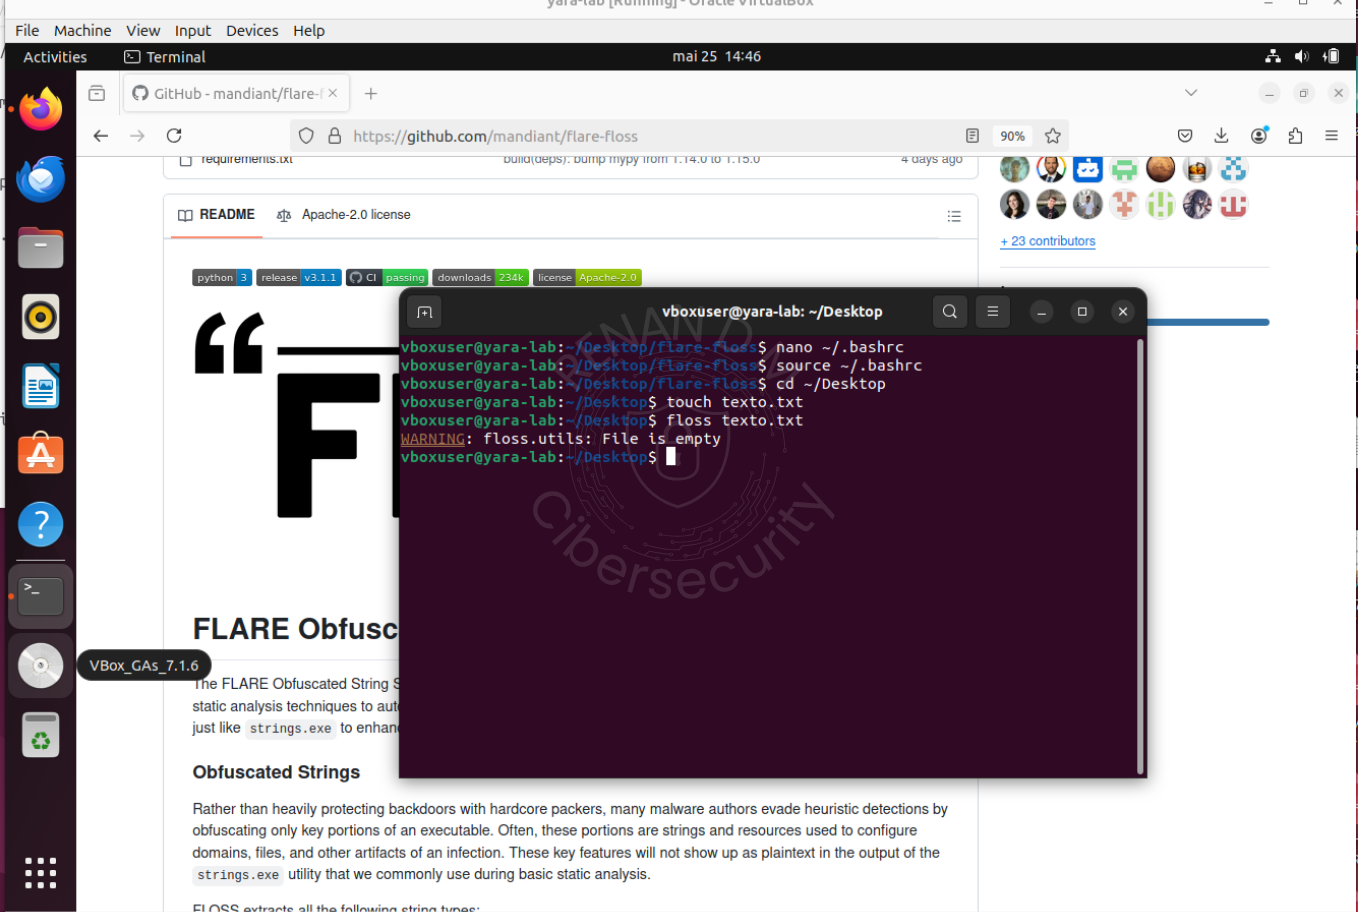 yara-lab [Running] - Oracle VirtualBox
File Machine View Input Devices Help
Activities Terminal mai 25 14:46
GitHub - mandiant/flare-f
https://github.com/mandiant/flare-floss 90%
requirements.txt build(deps): bump mypy from 1.14.0 to 1.15.0 4 days ago
README Apache-2.0 license
+ 23 contributors
python 3 release v3.1.1 CI passing downloads 234k license Apache-2.0
vboxuser@yara-lab: ~/Desktop
vboxuser@yara-lab:~/Desktop/flare-floss$ nano ~/.bashrc
vboxuser@yara-lab:~/Desktop/flare-floss$ source ~/.bashrc
vboxuser@yara-lab:~/Desktop/flare-floss$ cd ~/Desktop
vboxuser@yara-lab:~/Desktop$ touch texto.txt
vboxuser@yara-lab:~/Desktop$ floss texto.txt
WARNING: floss.utils: File is empty
vboxuser@yara-lab:~/Desktop$
Cibersecurity
“FL
FLARE Obfusc
VBox_GAs_7.1.6
The FLARE Obfuscated String S
static analysis techniques to aut
just like strings.exe to enhanc
Obfuscated Strings
Rather than heavily protecting backdoors with hardcore packers, many malware authors evade heuristic detections by
obfuscating only key portions of an executable. Often, these portions are strings and resources used to configure
domains, files, and other artifacts of an infection. These key features will not show up as plaintext in the output of the
strings.exe utility that we commonly use during basic static analysis.
FLOSS extracts all the following string types: